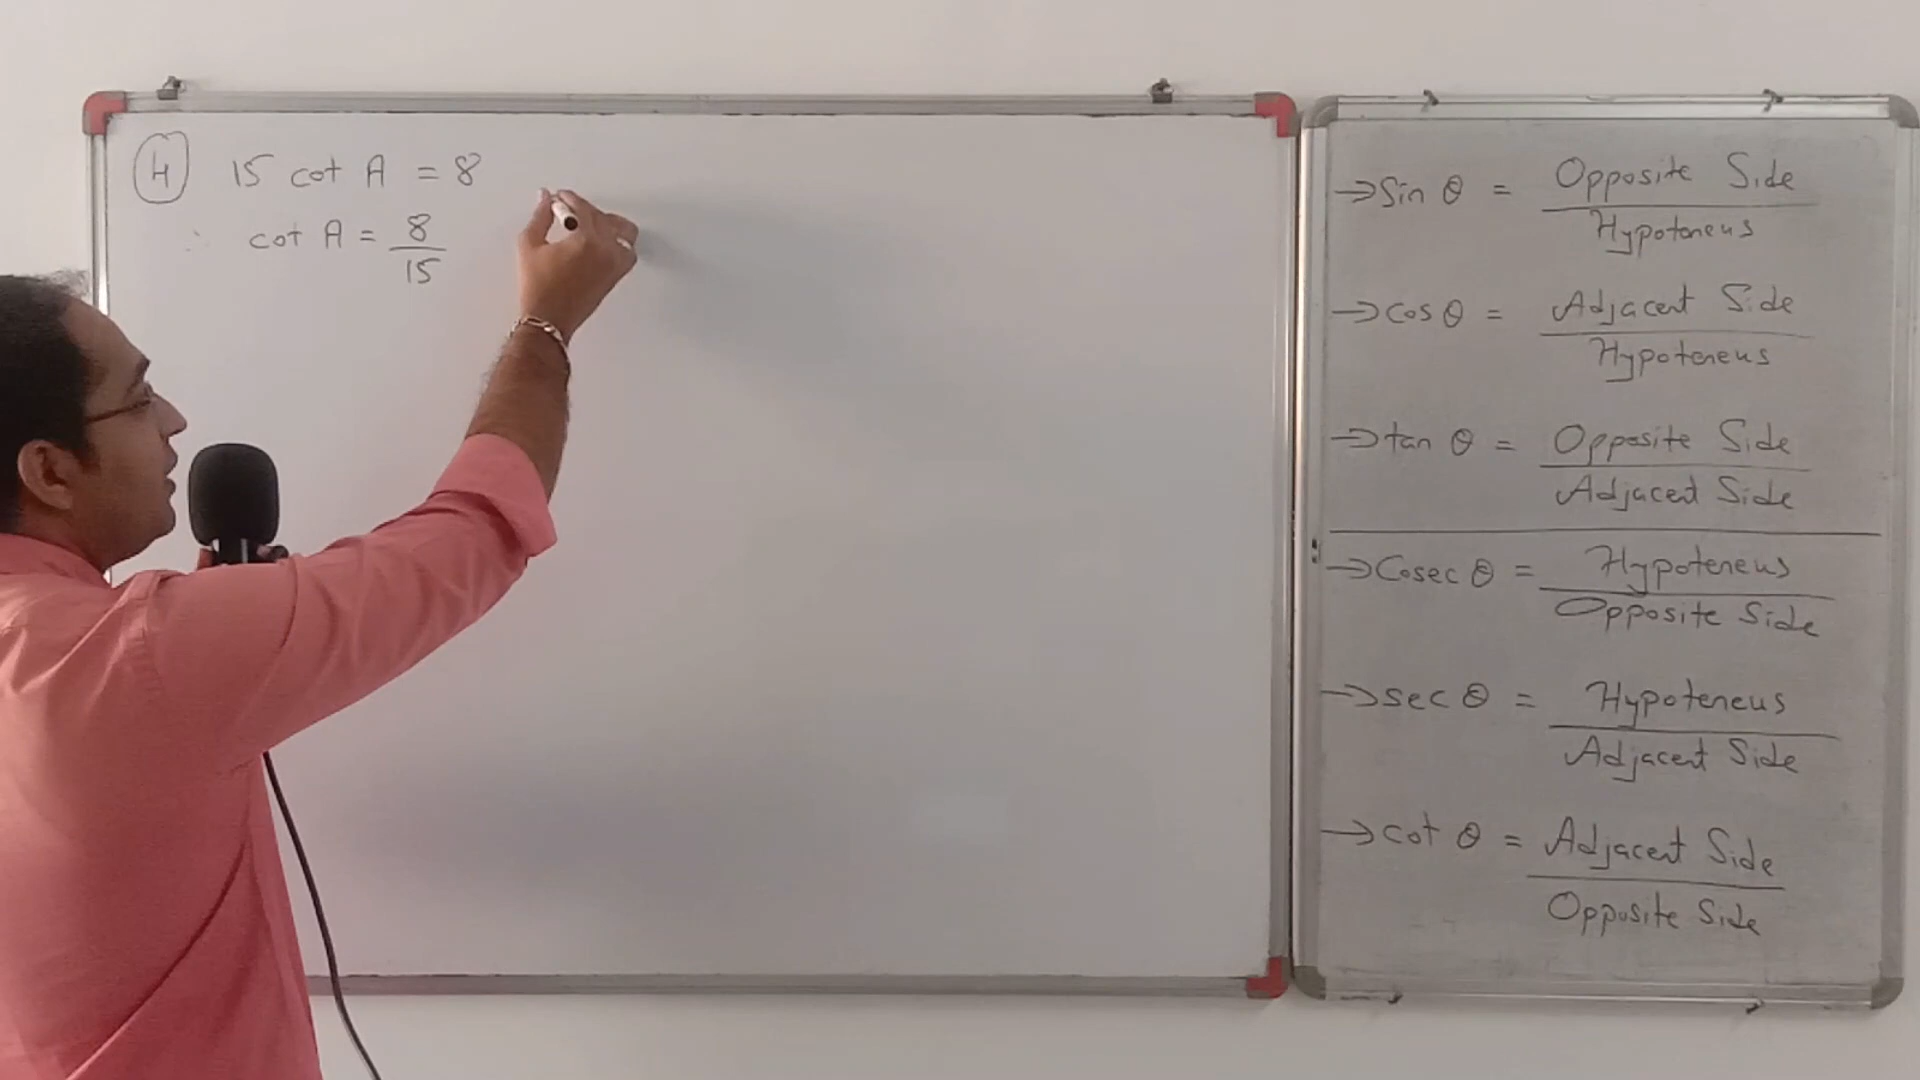 4 15 cot A = 8
∴ cot A = 8/15
→ Sin θ = Opposite Side
Hypoteneus
→ cos θ = Adjacent Side
Hypoteneus
→ tan θ = Opposite Side
Adjacent Side
→ Cosec θ = Hypoteneus
Opposite Side
→ sec θ = Hypoteneus
Adjacent Side
→ cot θ = Adjacent Side
Opposite Side